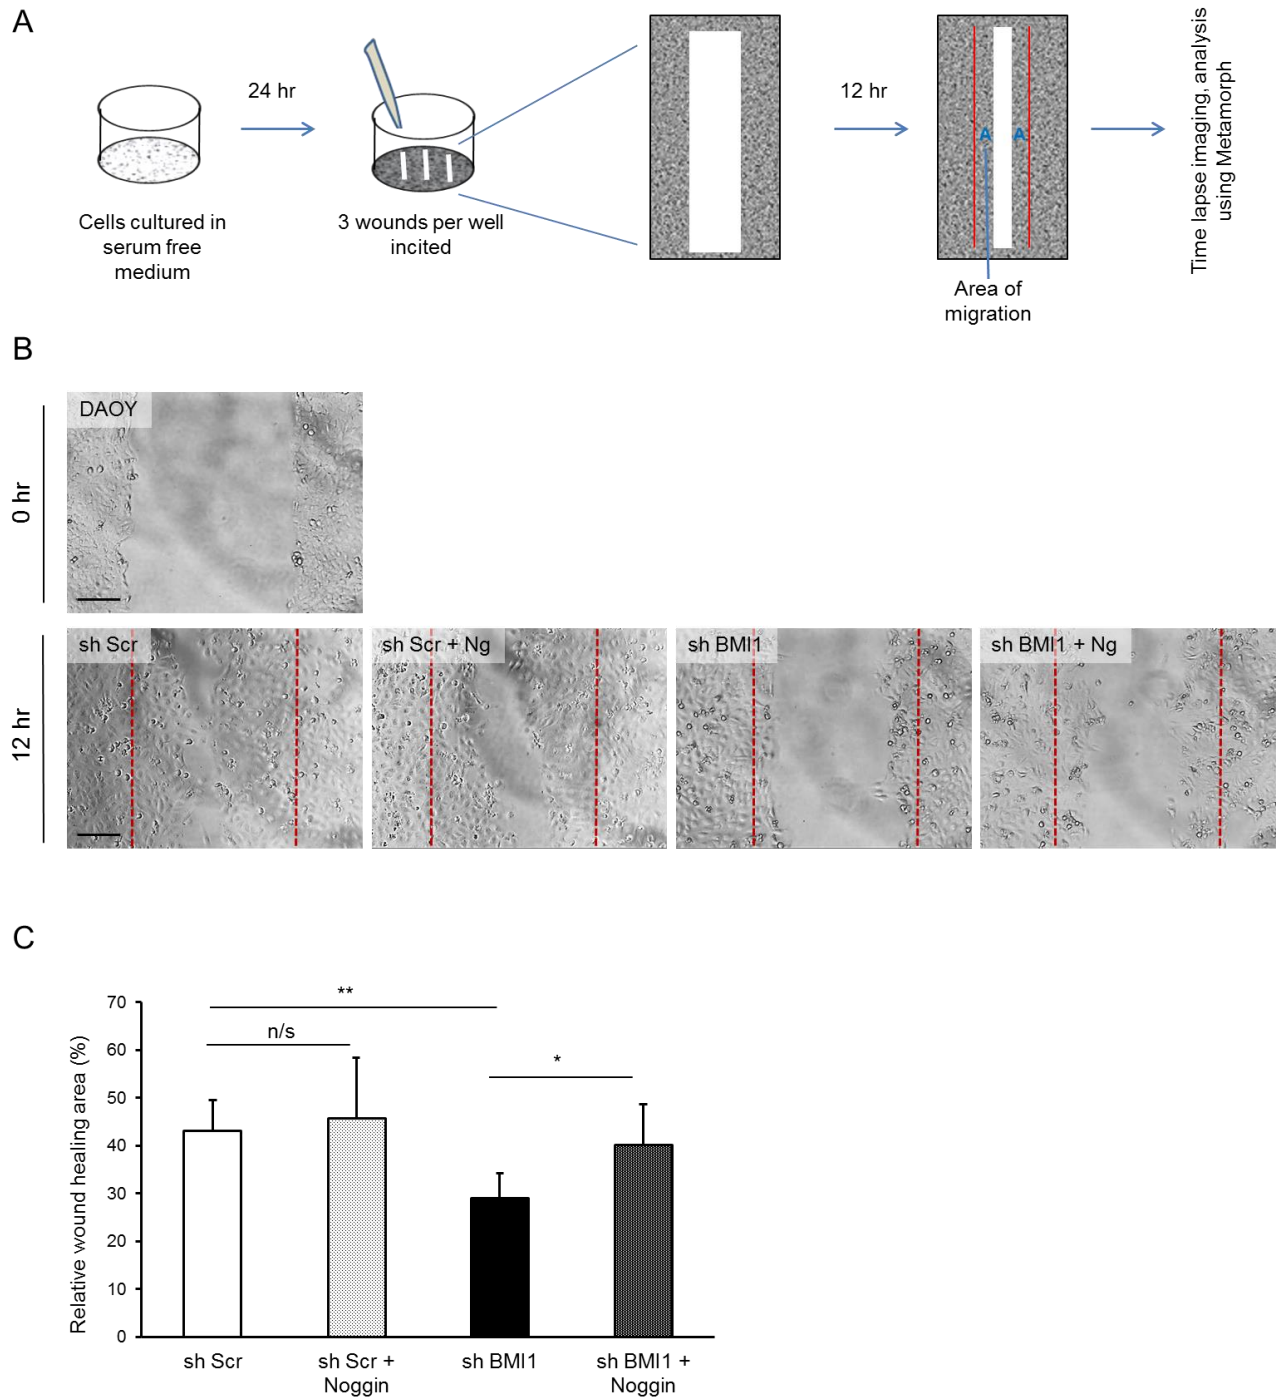 A
24 hr
12 hr
Cells cultured in
serum free
medium
3 wounds per well
incited
A A
Area of
migration
Time lapse imaging, analysis
using Metamorph
B
0 hr
DAOY
12 hr
sh Scr
sh Scr + Ng
sh BMI1
sh BMI1 + Ng
C
Relative wound healing area (%)
70
60
50
40
30
20
10
0
**
n/s
*
sh Scr
sh Scr +
Noggin
sh BMI1
sh BMI1 +
Noggin